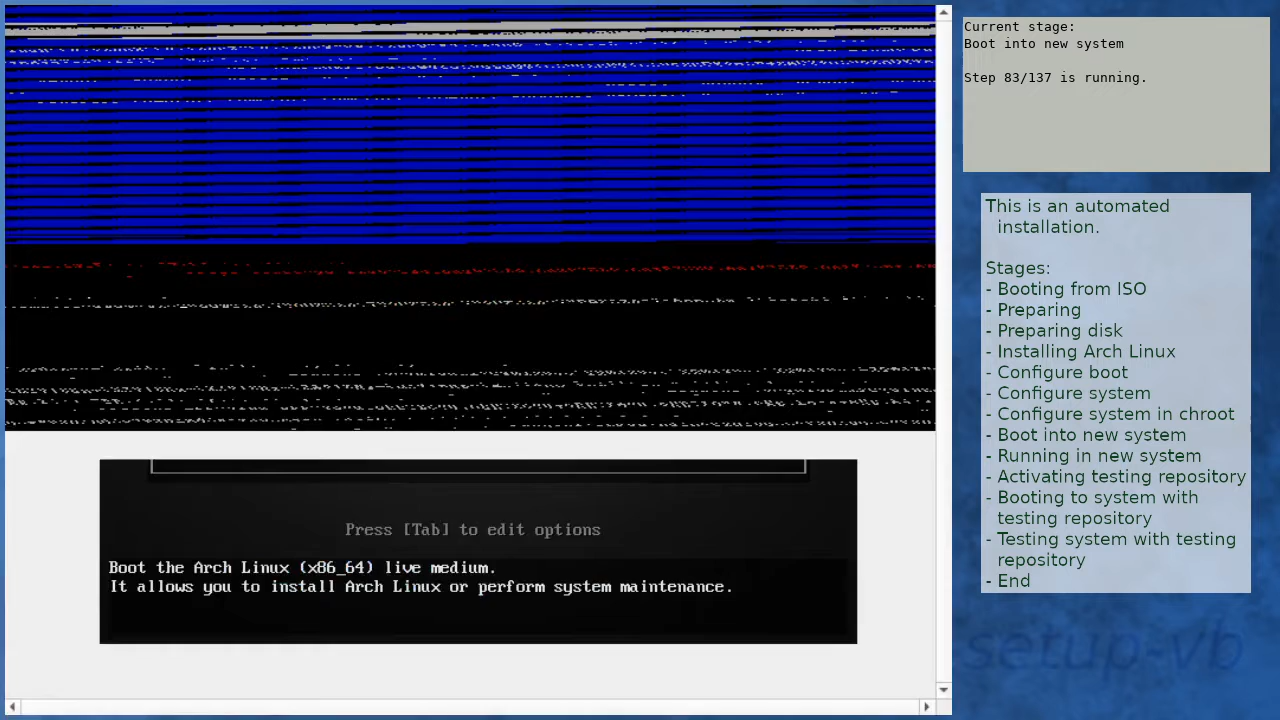 Current stage:
Boot into new system
Step 83/137 is running.
This is an automated
installation.
Stages:
- Booting from ISO
- Preparing
- Preparing disk
- Installing Arch Linux
- Configure boot
- Configure system
- Configure system in chroot
- Boot into new system
- Running in new system
- Activating testing repository
- Booting to system with
testing repository
- Testing system with testing
repository
- End
Press [Tab] to edit options
Boot the Arch Linux (x86_64) live medium.
It allows you to install Arch Linux or perform system maintenance.
setup-vb